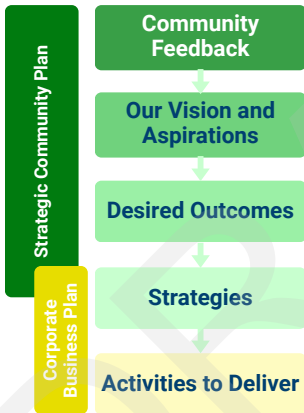 Strategic Community Plan
Community
Feedback
Our Vision and
Aspirations
Desired Outcomes
Corporate
Business Plan
Strategies
Activities to Deliver